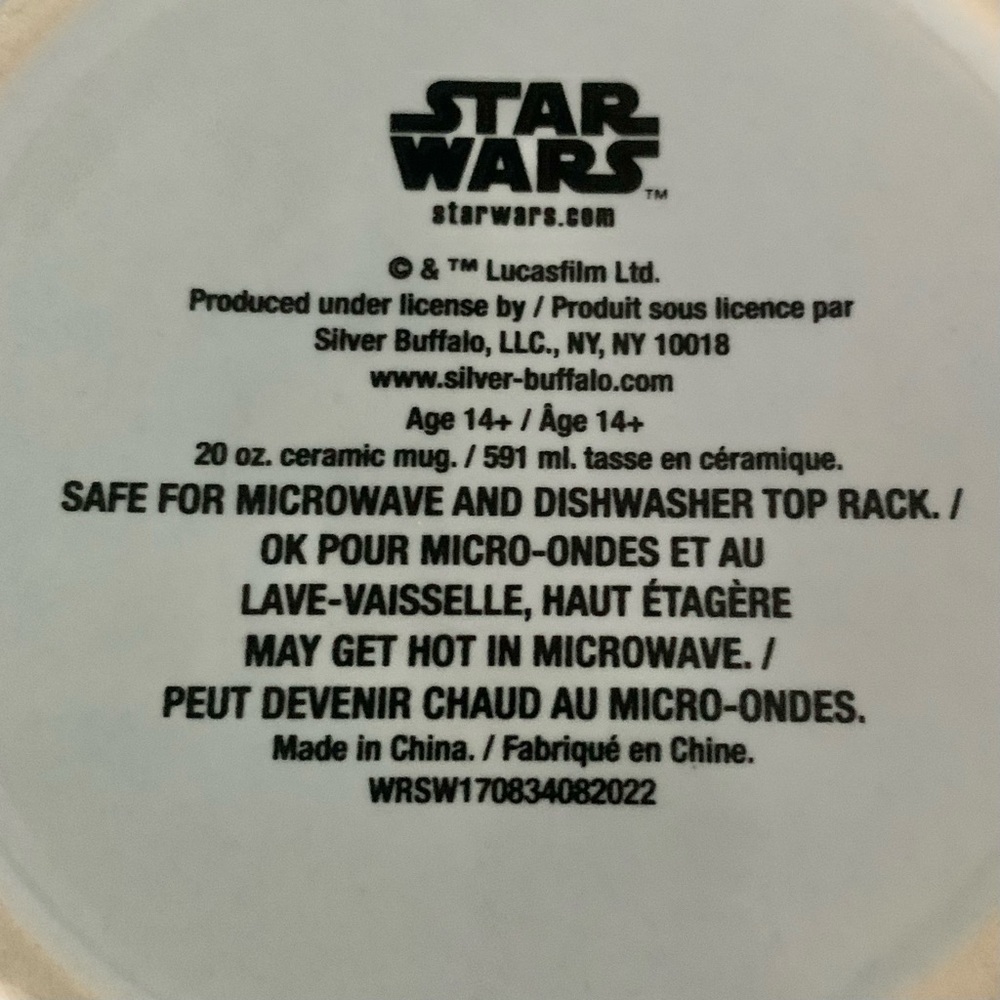 STAR
WARS™
starwars.com
© & ™ Lucasfilm Ltd.
Produced under license by / Produit sous licence par
Silver Buffalo, LLC., NY, NY 10018
www.silver-buffalo.com
Age 14+ / Âge 14+
20 oz. ceramic mug. / 591 ml. tasse en céramique.
SAFE FOR MICROWAVE AND DISHWASHER TOP RACK. /
OK POUR MICRO-ONDES ET AU
LAVE-VAISSELLE, HAUT ÉTAGÈRE
MAY GET HOT IN MICROWAVE. /
PEUT DEVENIR CHAUD AU MICRO-ONDES.
Made in China. / Fabriqué en Chine.
WRSW170834082022